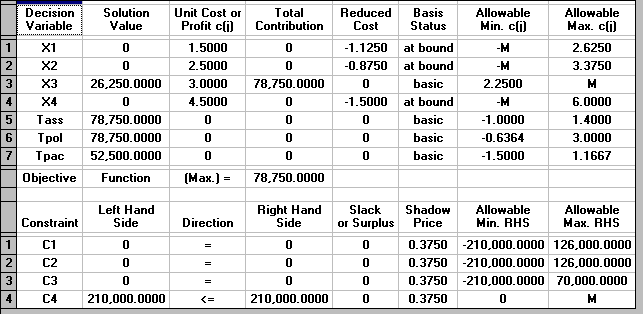 Decision Variable Solution Value Unit Cost or Profit c(j) Total Contribution Reduced Cost Basis Status Allowable Min. c(j) Allowable Max. c(j)
1 X1 0 1.5000 0 -1.1250 at bound -M 2.6250
2 X2 0 2.5000 0 -0.8750 at bound -M 3.3750
3 X3 26,250.0000 3.0000 78,750.0000 0 basic 2.2500 M
4 X4 0 4.5000 0 -1.5000 at bound -M 6.0000
5 Tass 78,750.0000 0 0 0 basic -1.0000 1.4000
6 Tpol 78,750.0000 0 0 0 basic -0.6364 3.0000
7 Tpac 52,500.0000 0 0 0 basic -1.5000 1.1667
Objective Function (Max.) = 78,750.0000
Constraint Left Hand Side Direction Right Hand Side Slack or Surplus Shadow Price Allowable Min. RHS Allowable Max. RHS
1 C1 0 = 0 0 0.3750 -210,000.0000 126,000.0000
2 C2 0 = 0 0 0.3750 -210,000.0000 126,000.0000
3 C3 0 = 0 0 0.3750 -210,000.0000 70,000.0000
4 C4 210,000.0000 <= 210,000.0000 0 0.3750 0 M